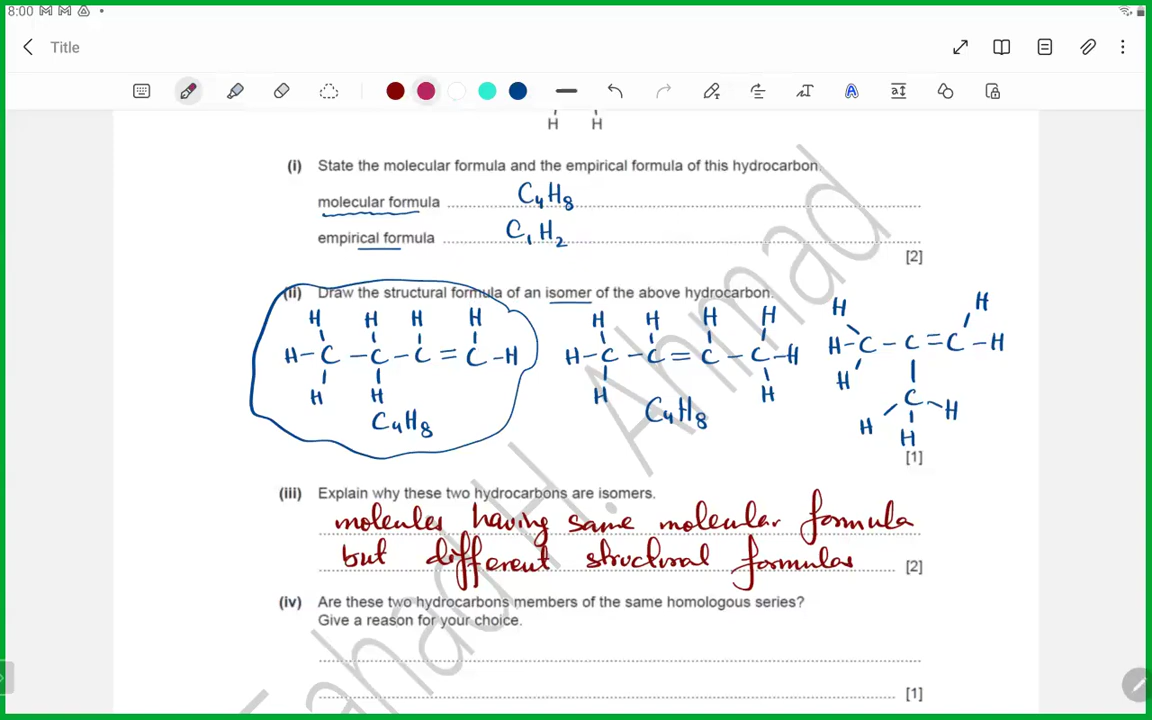 8:00
Title
H H
(i) State the molecular formula and the empirical formula of this hydrocarbon.
molecular formula C4H8
empirical formula C1H2
[2]
(ii) Draw the structural formula of an isomer of the above hydrocarbon.
H H H H H H H H H H
H-C-C-C=C-H H-C-C=C-C-H H-C-C=C-H
H H H H H C H
C4H8 C4H8 H H
[1]
(iii) Explain why these two hydrocarbons are isomers.
molecules having same molecular formula
but different structural formulas
[2]
(iv) Are these two hydrocarbons members of the same homologous series?
Give a reason for your choice.
[1]
Fahad H. Ahmad